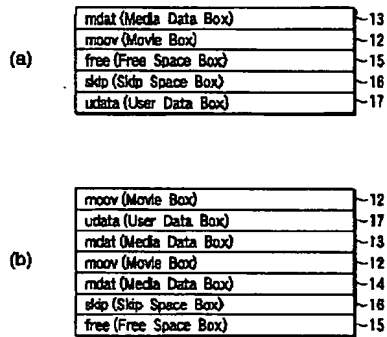 (a)
mdat (Media Data Box) 13
moov (Movie Box) 12
free (Free Space Box) 15
skip (Skip Space Box) 16
udata (User Data Box) 17
(b)
moov (Movie Box) 12
udata (User Data Box) 17
mdat (Media Data Box) 13
moov (Movie Box) 12
mdat (Media Data Box) 14
skip (Skip Space Box) 16
free (Free Space Box) 15